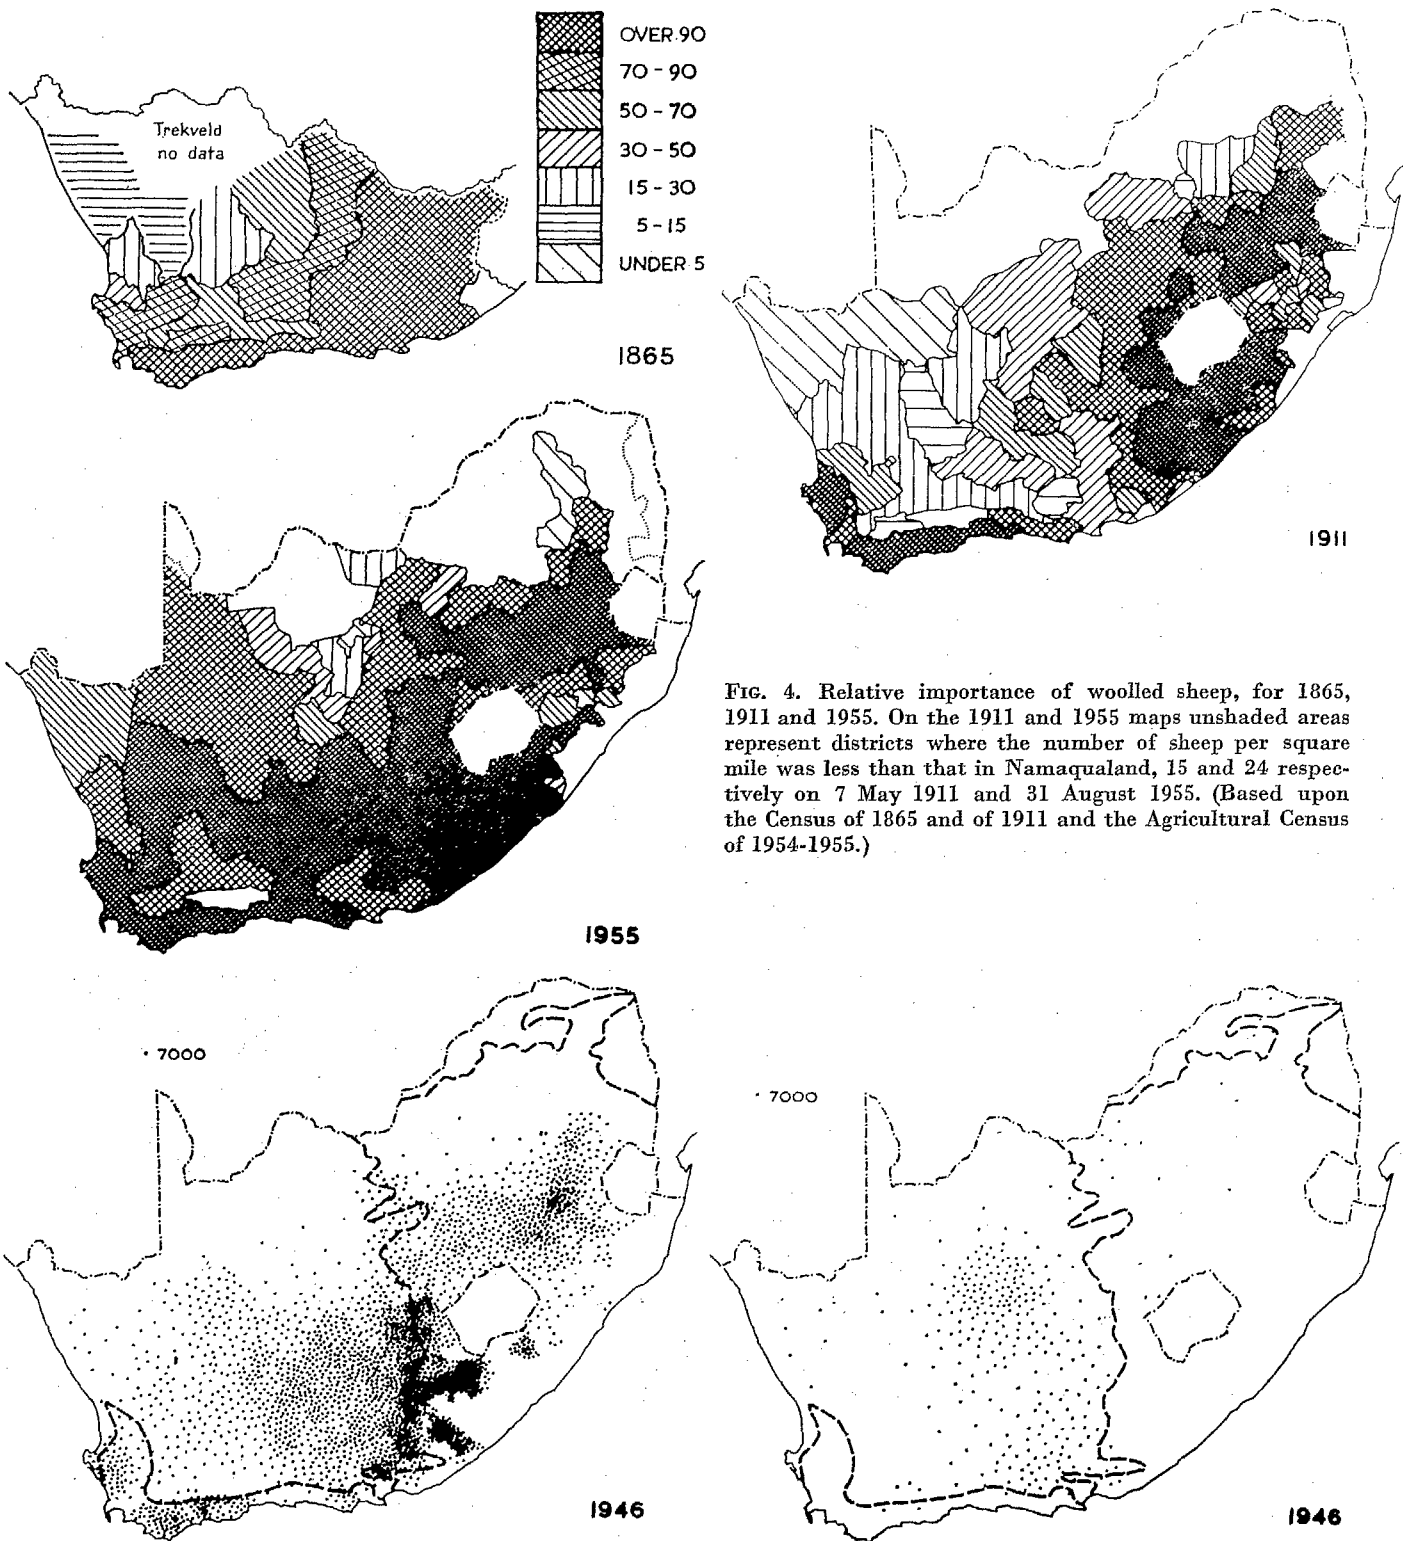 OVER 90
70 - 90
50 - 70
30 - 50
15 - 30
5 - 15
UNDER 5
Trekveld
no data
1865
1911
1955
FIG. 4. Relative importance of woolled sheep, for 1865,
1911 and 1955. On the 1911 and 1955 maps unshaded areas
represent districts where the number of sheep per square
mile was less than that in Namaqualand, 15 and 24 respec-
tively on 7 May 1911 and 31 August 1955. (Based upon
the Census of 1865 and of 1911 and the Agricultural Census
of 1954-1955.)
7000
1946
7000
1946